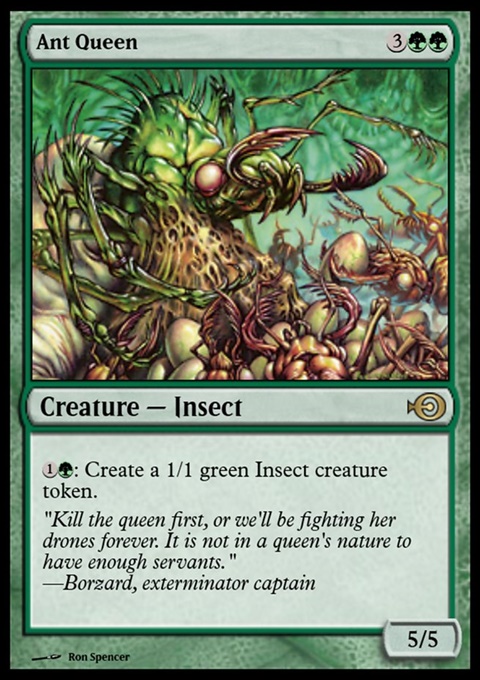 Ant Queen 3
Creature — Insect
1 : Create a 1/1 green Insect creature
token.
"Kill the queen first, or we'll be fighting her
drones forever. It is not in a queen's nature to
have enough servants."
—Borzard, exterminator captain
5/5
Ron Spencer